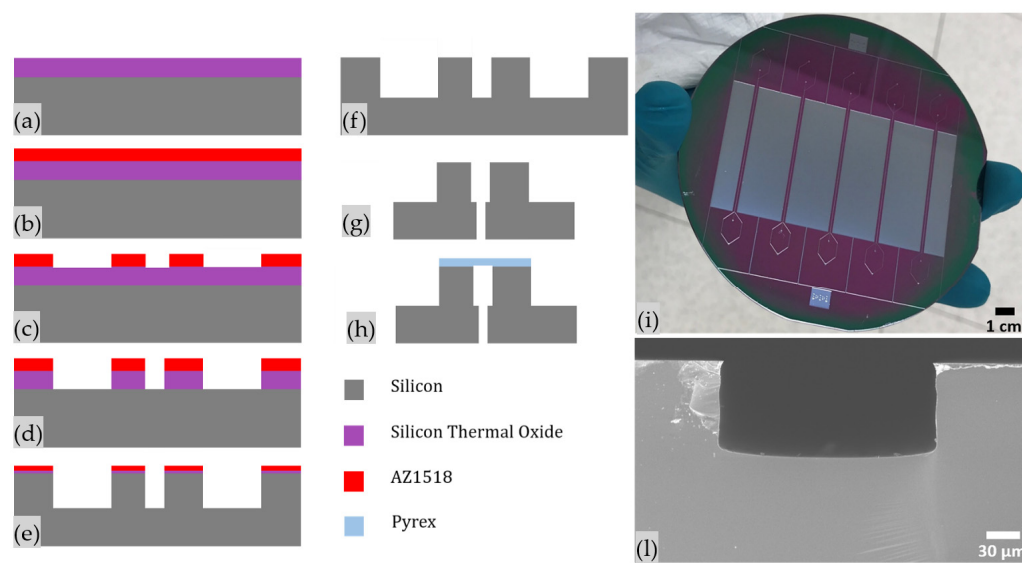 (a)
(b)
(c)
(d)
(e)
(f)
(g)
(h)
Silicon
Silicon Thermal Oxide
AZ1518
Pyrex
(i)
1 cm
(l)
30 µm